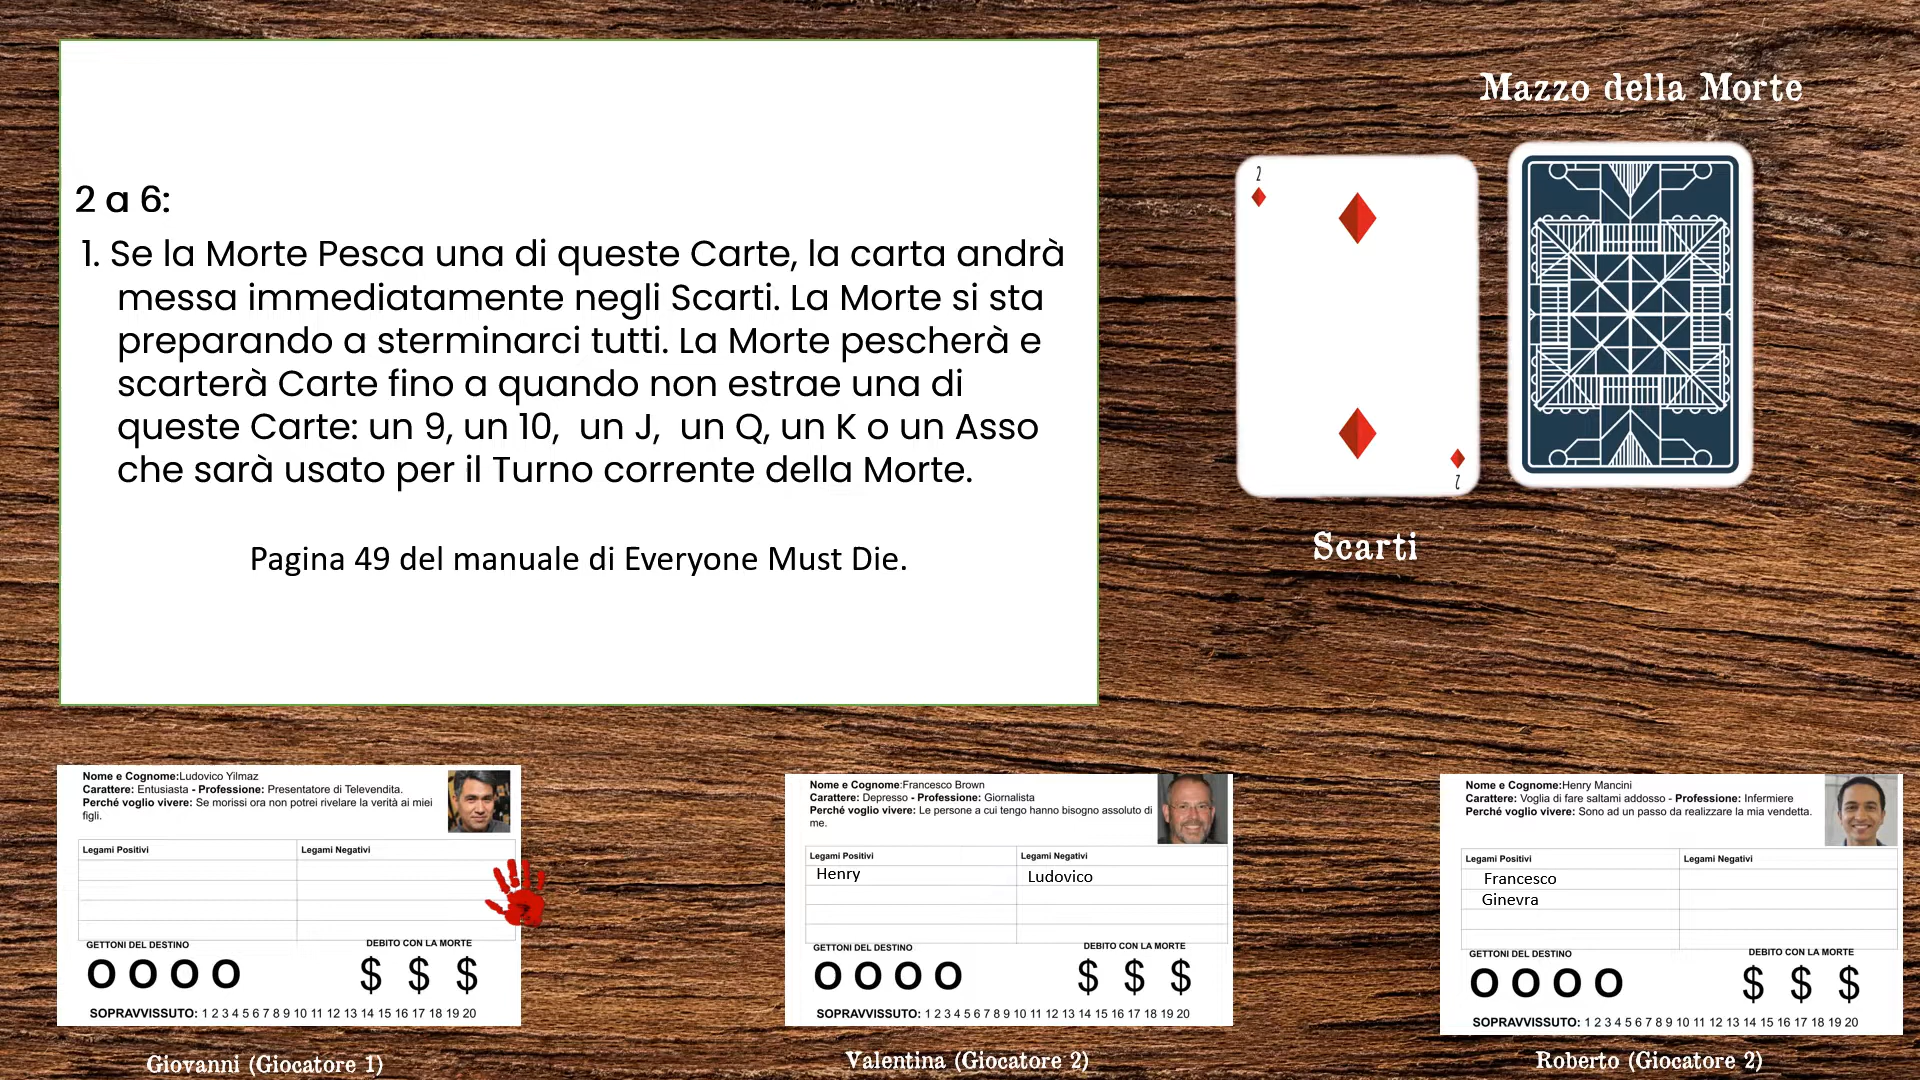 Mazzo della Morte
2 a 6:
1. Se la Morte Pesca una di queste Carte, la carta andrà
messa immediatamente negli Scarti. La Morte si sta
preparando a sterminarci tutti. La Morte pescherà e
scarterà Carte fino a quando non estrae una di
queste Carte: un 9, un 10, un J, un Q, un K o un Asso
che sarà usato per il Turno corrente della Morte.
Pagina 49 del manuale di Everyone Must Die.
2
2
Scarti
Nome e Cognome:Ludovico Yilmaz
Carattere: Entusiasta - Professione: Presentatore di Televendita.
Perché voglio vivere: Se morissi ora non potrei rivelare la verità ai miei
figli.
Legami Positivi Legami Negativi
GETTONI DEL DESTINO DEBITO CON LA MORTE
O O O O $ $ $
SOPRAVVISSUTO: 1 2 3 4 5 6 7 8 9 10 11 12 13 14 15 16 17 18 19 20
Giovanni (Giocatore 1)
Nome e Cognome:Francesco Brown
Carattere: Depresso - Professione: Giornalista
Perché voglio vivere: Le persone a cui tengo hanno bisogno assoluto di
me.
Legami Positivi Legami Negativi
Henry Ludovico
GETTONI DEL DESTINO DEBITO CON LA MORTE
O O O O $ $ $
SOPRAVVISSUTO: 1 2 3 4 5 6 7 8 9 10 11 12 13 14 15 16 17 18 19 20
Valentina (Giocatore 2)
Nome e Cognome:Henry Mancini
Carattere: Voglia di fare saltami addosso - Professione: Infermiere
Perché voglio vivere: Sono ad un passo da realizzare la mia vendetta.
Legami Positivi Legami Negativi
Francesco
Ginevra
GETTONI DEL DESTINO DEBITO CON LA MORTE
O O O O $ $ $
SOPRAVVISSUTO: 1 2 3 4 5 6 7 8 9 10 11 12 13 14 15 16 17 18 19 20
Roberto (Giocatore 2)